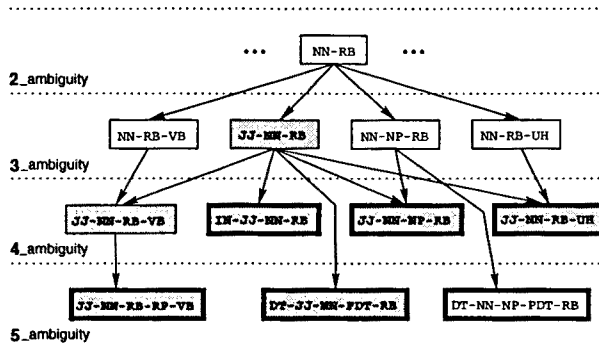 ... NN-RB ...
2_ambiguity
NN-RB-VB JJ-NN-RB NN-NP-RB NN-RB-UH
3_ambiguity
JJ-NN-RB-VB IN-JJ-NN-RB JJ-NN-NP-RB JJ-NN-RB-UH
4_ambiguity
JJ-NN-RB-RP-VB DT-JJ-NN-PDT-RB DT-NN-NP-PDT-RB
5_ambiguity